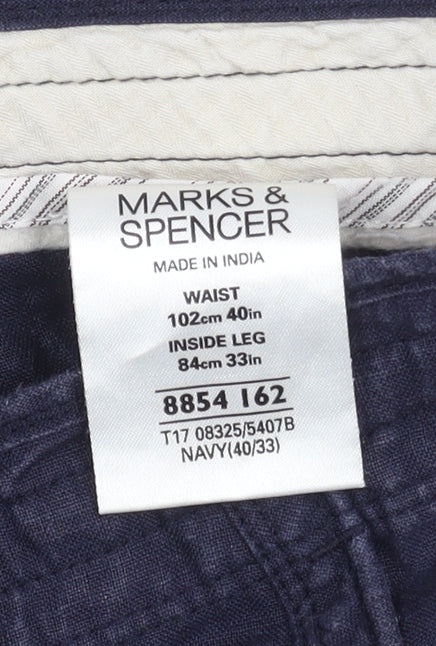 MARKS &
SPENCER
MADE IN INDIA
WAIST
102cm 40in
INSIDE LEG
84cm 33in
8854 162
T17 08325/5407B
NAVY(40/33)